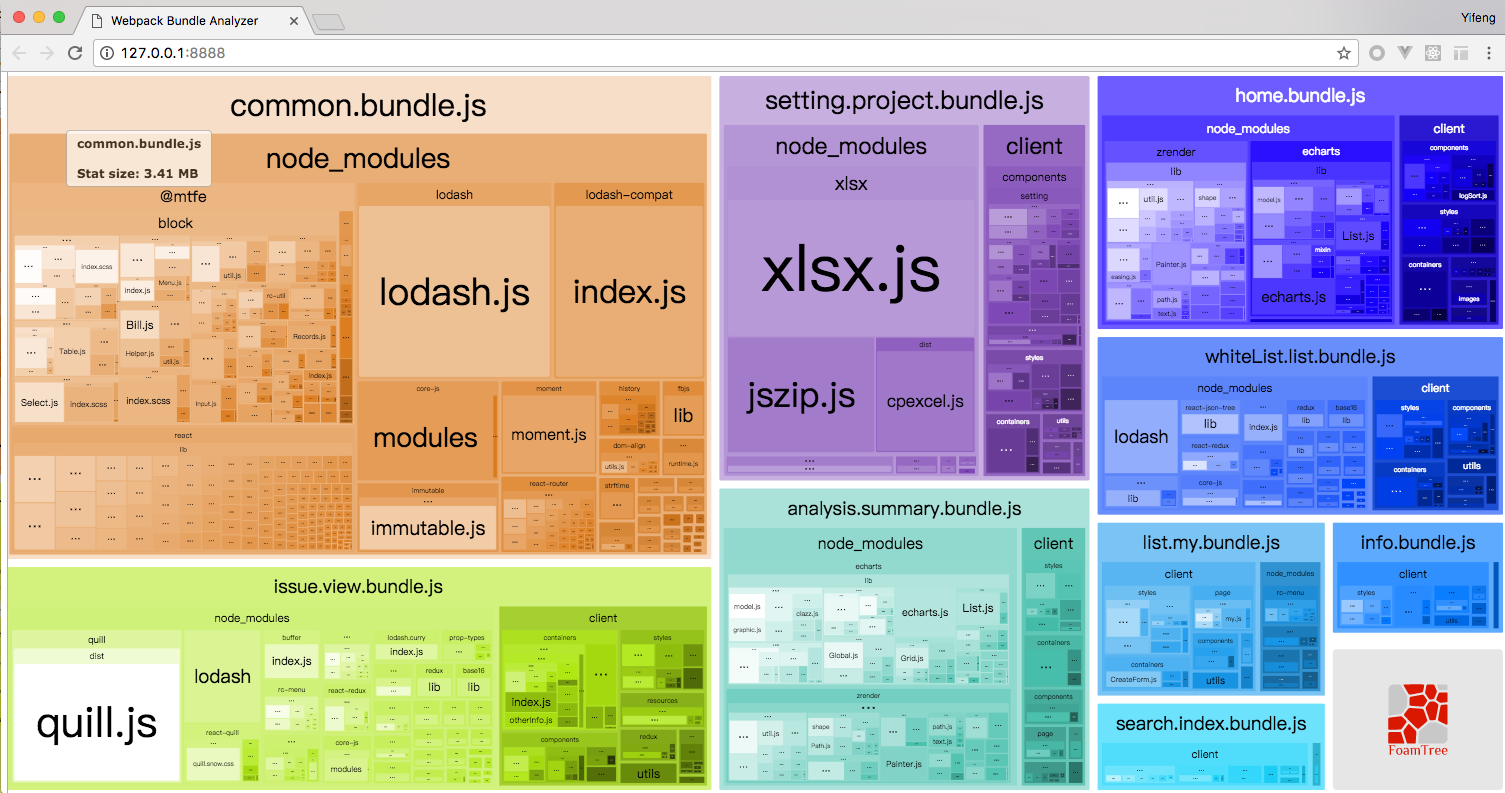 Webpack Bundle Analyzer
Yifeng
127.0.0.1:8888
common.bundle.js
common.bundle.js
Stat size: 3.41 MB
node_modules
@mtfe
block
index.scss
index.js
Menu.js
util.js
rc-util
Bill.js
Table.js
Helper.js
util.js
Records.js
index.js
Select.js
index.scss
index.scss
Input.js
react
lib
lodash
lodash.js
lodash-compat
index.js
core-js
modules
moment
moment.js
history
fbjs
lib
dom-align
utils.js
...
runtime.js
immutable
immutable.js
react-router
strftime
issue.view.bundle.js
node_modules
quill
dist
quill.js
lodash
react-quill
quill.snow.css
buffer
index.js
rc-menu
react-redux
core-js
modules
lodash.curry
index.js
prop-types
redux
lib
base16
lib
client
containers
index.js
otherInfo.js
components
styles
resources
redux
utils
setting.project.bundle.js
node_modules
xlsx
xlsx.js
jszip.js
dist
cpexcel.js
client
components
setting
styles
containers
utils
analysis.summary.bundle.js
node_modules
echarts
lib
model.js
graphic.js
clazz.js
echarts.js
List.js
Global.js
Grid.js
zrender
...
util.js
shape
Path.js
path.js
text.js
Painter.js
client
styles
containers
components
page
home.bundle.js
node_modules
zrender
lib
util.js
shape
Painter.js
easing.js
path.js
text.js
echarts
lib
model.js
List.js
mixin
echarts.js
client
components
logSort.js
styles
containers
images
whiteList.list.bundle.js
node_modules
lodash
lib
react-json-tree
lib
react-redux
core-js
...
index.js
redux
lib
lib
base16
lib
client
styles
components
containers
utils
list.my.bundle.js
client
styles
page
my.js
components
containers
CreateForm.js
utils
node_modules
rc-menu
info.bundle.js
client
styles
utils
search.index.bundle.js
client
FoamTree